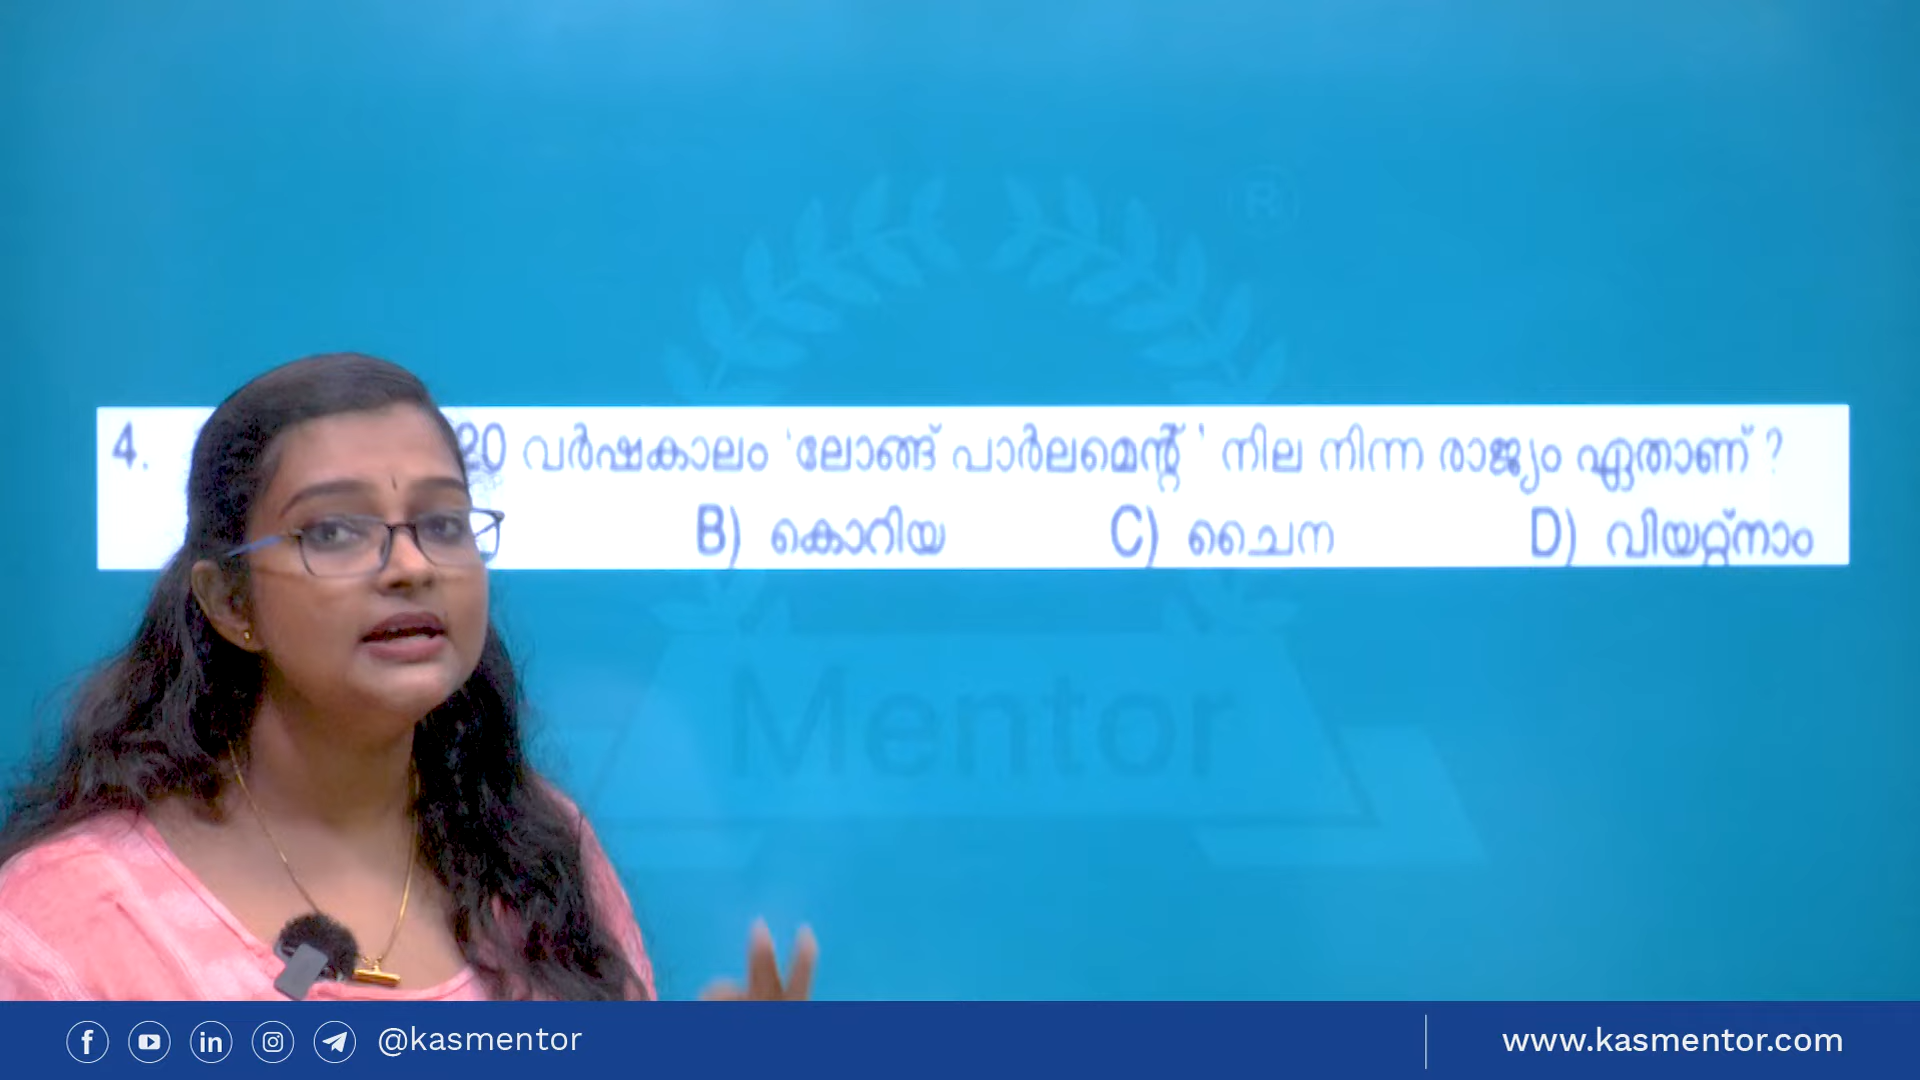 ®
4. 20 വർഷകാലം 'ലോങ്ങ് പാർലമെന്റ് ' നില നിന്ന രാജ്യം ഏതാണ് ?
B) കൊറിയ C) ചൈന D) വിയറ്റ്നാം
Mentor
@kasmentor
www.kasmentor.com